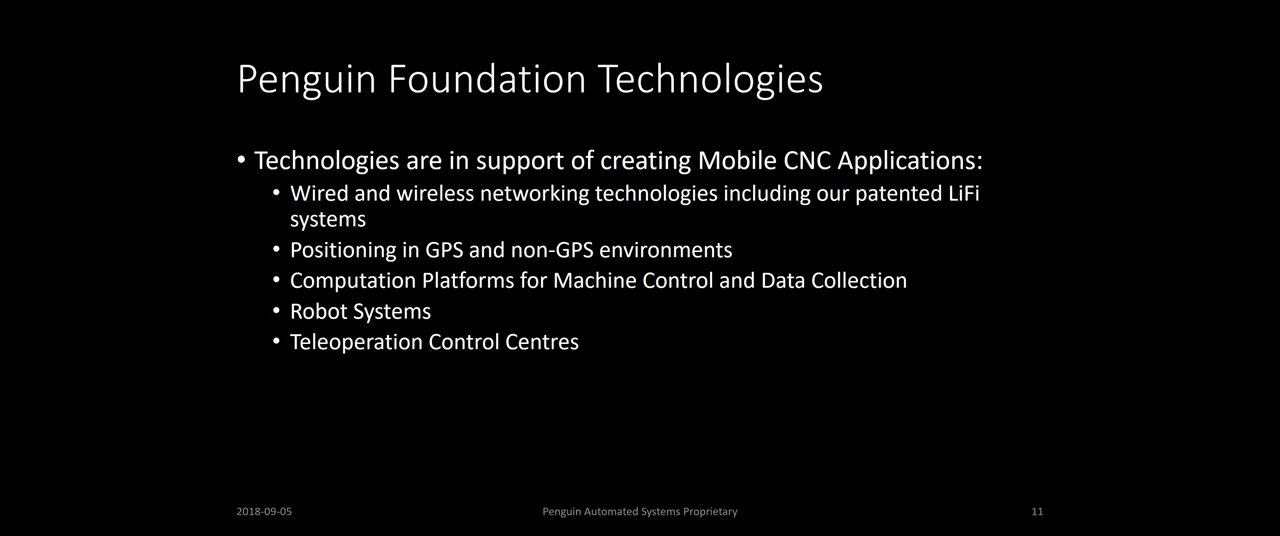 Penguin Foundation Technologies
• Technologies are in support of creating Mobile CNC Applications:
• Wired and wireless networking technologies including our patented LiFi
systems
• Positioning in GPS and non-GPS environments
• Computation Platforms for Machine Control and Data Collection
• Robot Systems
• Teleoperation Control Centres
2018-09-05 Penguin Automated Systems Proprietary 11